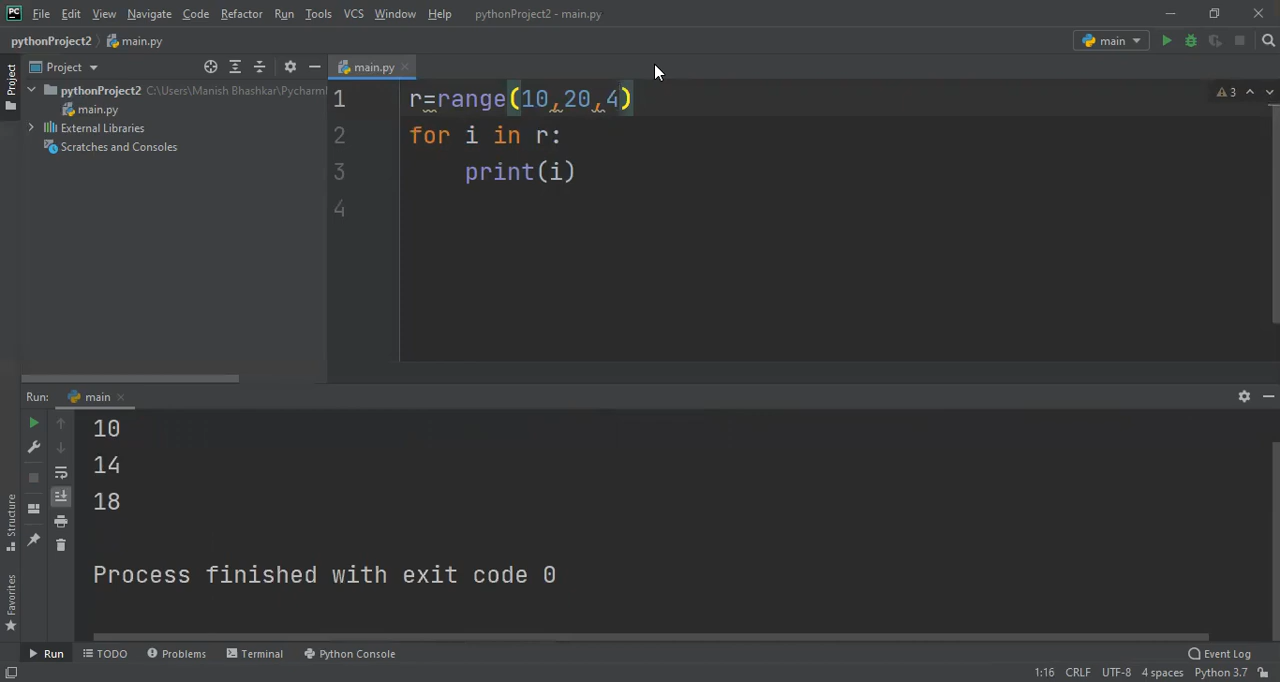 PC File Edit View Navigate Code Refactor Run Tools VCS Window Help pythonProject2 - main.py
pythonProject2 main.py main
Project Project main.py
pythonProject2 C:\Users\Manish Bhashkar\Pycharm
main.py
External Libraries
Scratches and Consoles
1 r=range(10,20,4) 3
2 for i in r:
3 print(i)
4
Run: main
10
14
18
Process finished with exit code 0
Structure
Favorites
Run TODO Problems Terminal Python Console Event Log
1:16 CRLF UTF-8 4 spaces Python 3.7